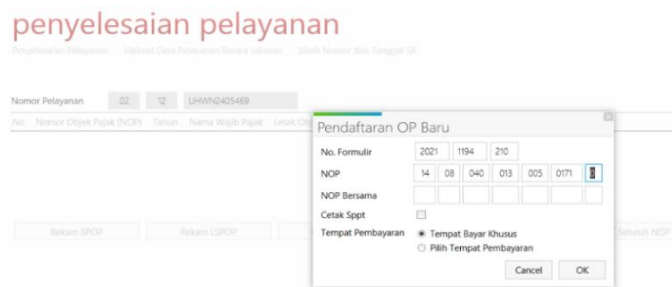 penyelesaian pelayanan
Penyelesaian Pelayanan Upload Data Pelayanan Secara Jabatan Ubah Nomor dan Tanggal SK
Nomor Pelayanan 02 12 UHWN2405469
No Nomor Objek Pajak (NOP) Tahun Nama Wajib Pajak Letak Ob
Pendaftaran OP Baru
No. Formulir 2021 1194 210
NOP 14 08 040 013 005 0171 0
NOP Bersama
Cetak Sppt
Tempat Pembayaran Tempat Bayar Khusus
Pilih Tempat Pembayaran
Rekam SPOP Rekam LSPOP Seluruh NOP
Cancel OK